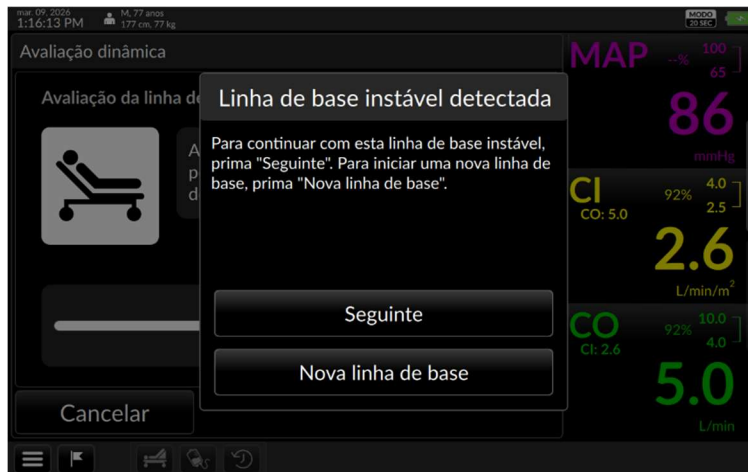 mar. 09, 2026
1:16:13 PM
M, 77 anos
177 cm, 77 kg
MODO
20 SEC
Avaliação dinâmica
Avaliação da linha de
A
p
d
Linha de base instável detectada
Para continuar com esta linha de base instável,
prima "Seguinte". Para iniciar uma nova linha de
base, prima "Nova linha de base".
Seguinte
Nova linha de base
Cancelar
MAP
--%
100
65
86
mmHg
CI
CO: 5.0
92%
4.0
2.5
2.6
L/min/m²
CO
CI: 2.6
92%
10.0
4.0
5.0
L/min